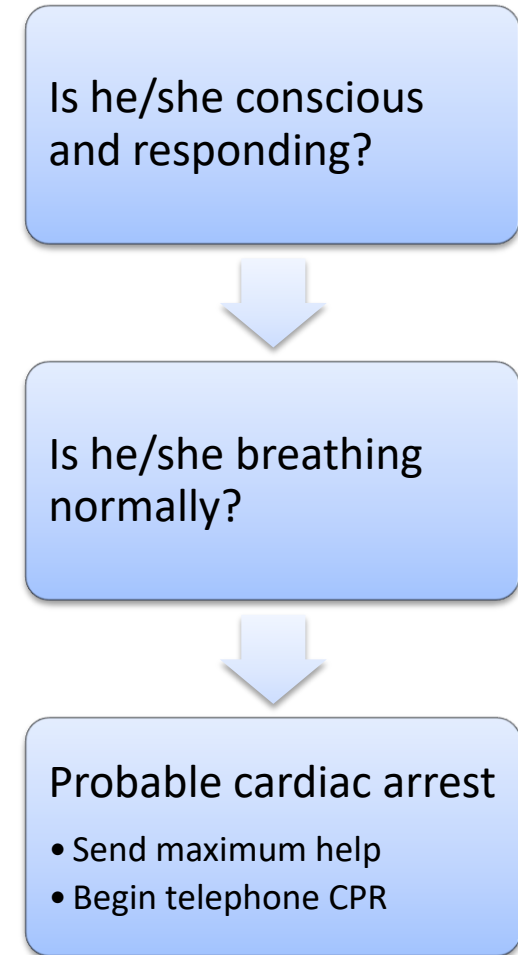 Is he/she conscious
and responding?
Is he/she breathing
normally?
Probable cardiac arrest
• Send maximum help
• Begin telephone CPR